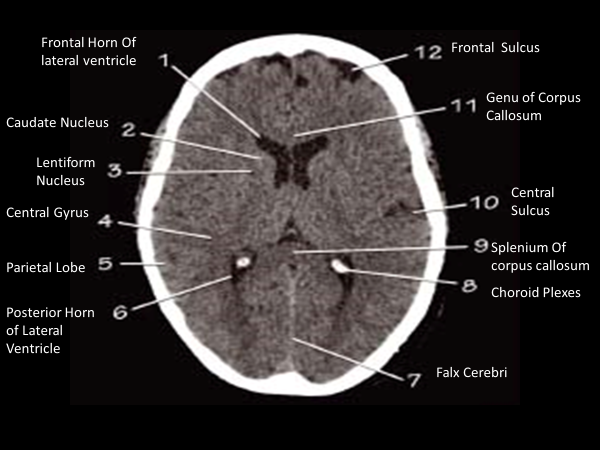 Frontal Horn Of
lateral ventricle
1
Caudate Nucleus
2
Lentiform
Nucleus
3
Central Gyrus
4
Parietal Lobe
5
Posterior Horn
of Lateral
Ventricle
6
12
Frontal Sulcus
11
Genu of Corpus
Callosum
10
Central
Sulcus
9
Splenium Of
corpus callosum
8
Choroid Plexes
7
Falx Cerebri